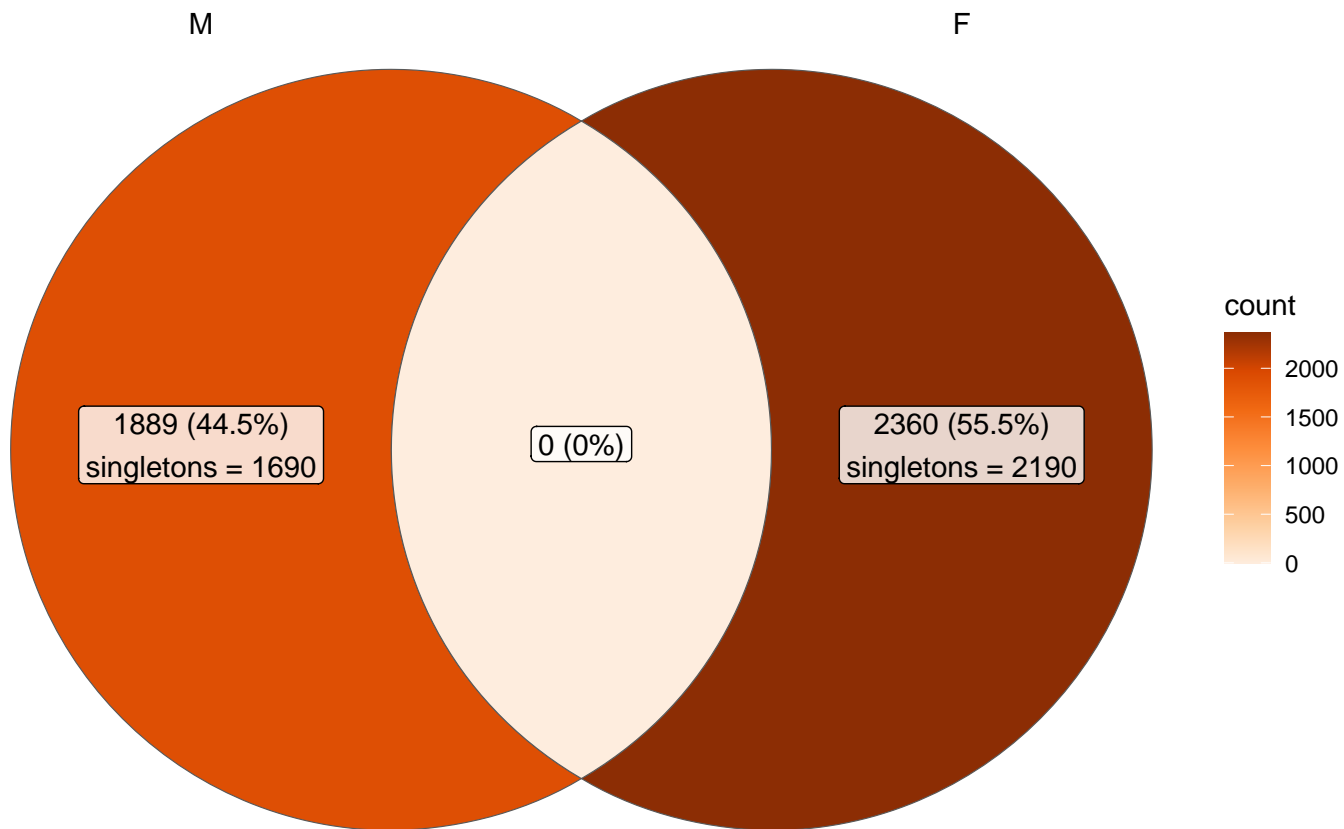 M
F
1889 (44.5%)
singletons = 1690
0 (0%)
2360 (55.5%)
singletons = 2190
count
2000
1500
1000
500
0